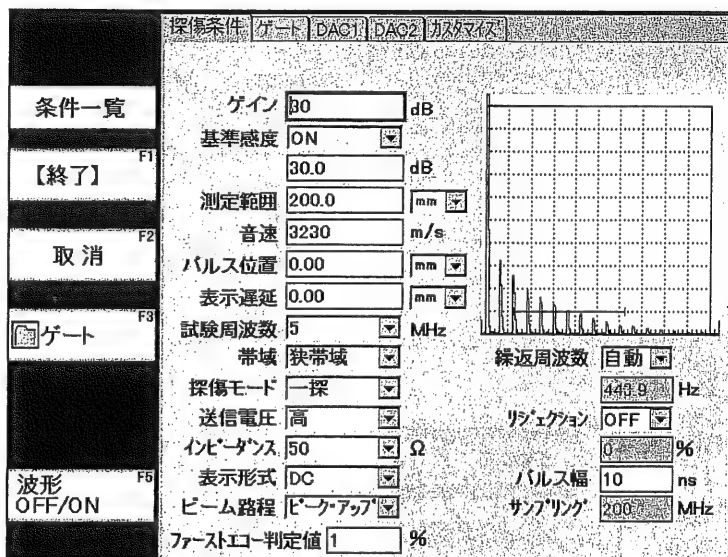 探傷条件 ゲート DAC1 DAC2 カスタマイズ
条件一覧
F1
【終了】
F2
取 消
F3
ゲート
F5
波形
OFF/ON
ゲイン 30 dB
基準感度 ON
30.0 dB
測定範囲 200.0 mm
音速 3230 m/s
パルス位置 0.00 mm
表示遅延 0.00 mm
試験周波数 5 MHz
帯域 狭帯域
探傷モード 一探
送信電圧 高
インピーダンス 50 Ω
表示形式 DC
ビーム路程 ピーク・アップ
ファーストエコー判定値 1 %
繰返周波数 自動
443.9 Hz
リジェクション OFF
0 %
パルス幅 10 ns
サンプリング 200 MHz